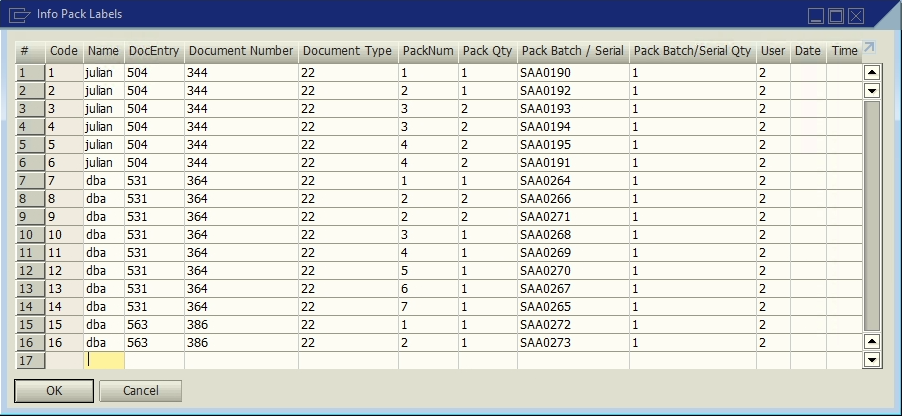 Info Pack Labels
# Code Name DocEntry Document Number Document Type PackNum Pack Qty Pack Batch / Serial Pack Batch/Serial Qty User Date Time
1 1 julian 504 344 22 1 1 SAA0190 1 2
2 2 julian 504 344 22 2 1 SAA0192 1 2
3 3 julian 504 344 22 3 2 SAA0193 1 2
4 4 julian 504 344 22 3 2 SAA0194 1 2
5 5 julian 504 344 22 4 2 SAA0195 1 2
6 6 julian 504 344 22 4 2 SAA0191 1 2
7 7 dba 531 364 22 1 1 SAA0264 1 2
8 8 dba 531 364 22 2 2 SAA0266 1 2
9 9 dba 531 364 22 2 2 SAA0271 1 2
10 10 dba 531 364 22 3 1 SAA0268 1 2
11 11 dba 531 364 22 4 1 SAA0269 1 2
12 12 dba 531 364 22 5 1 SAA0270 1 2
13 13 dba 531 364 22 6 1 SAA0267 1 2
14 14 dba 531 364 22 7 1 SAA0265 1 2
15 15 dba 563 386 22 1 1 SAA0272 1 2
16 16 dba 563 386 22 2 1 SAA0273 1 2
17
OK Cancel